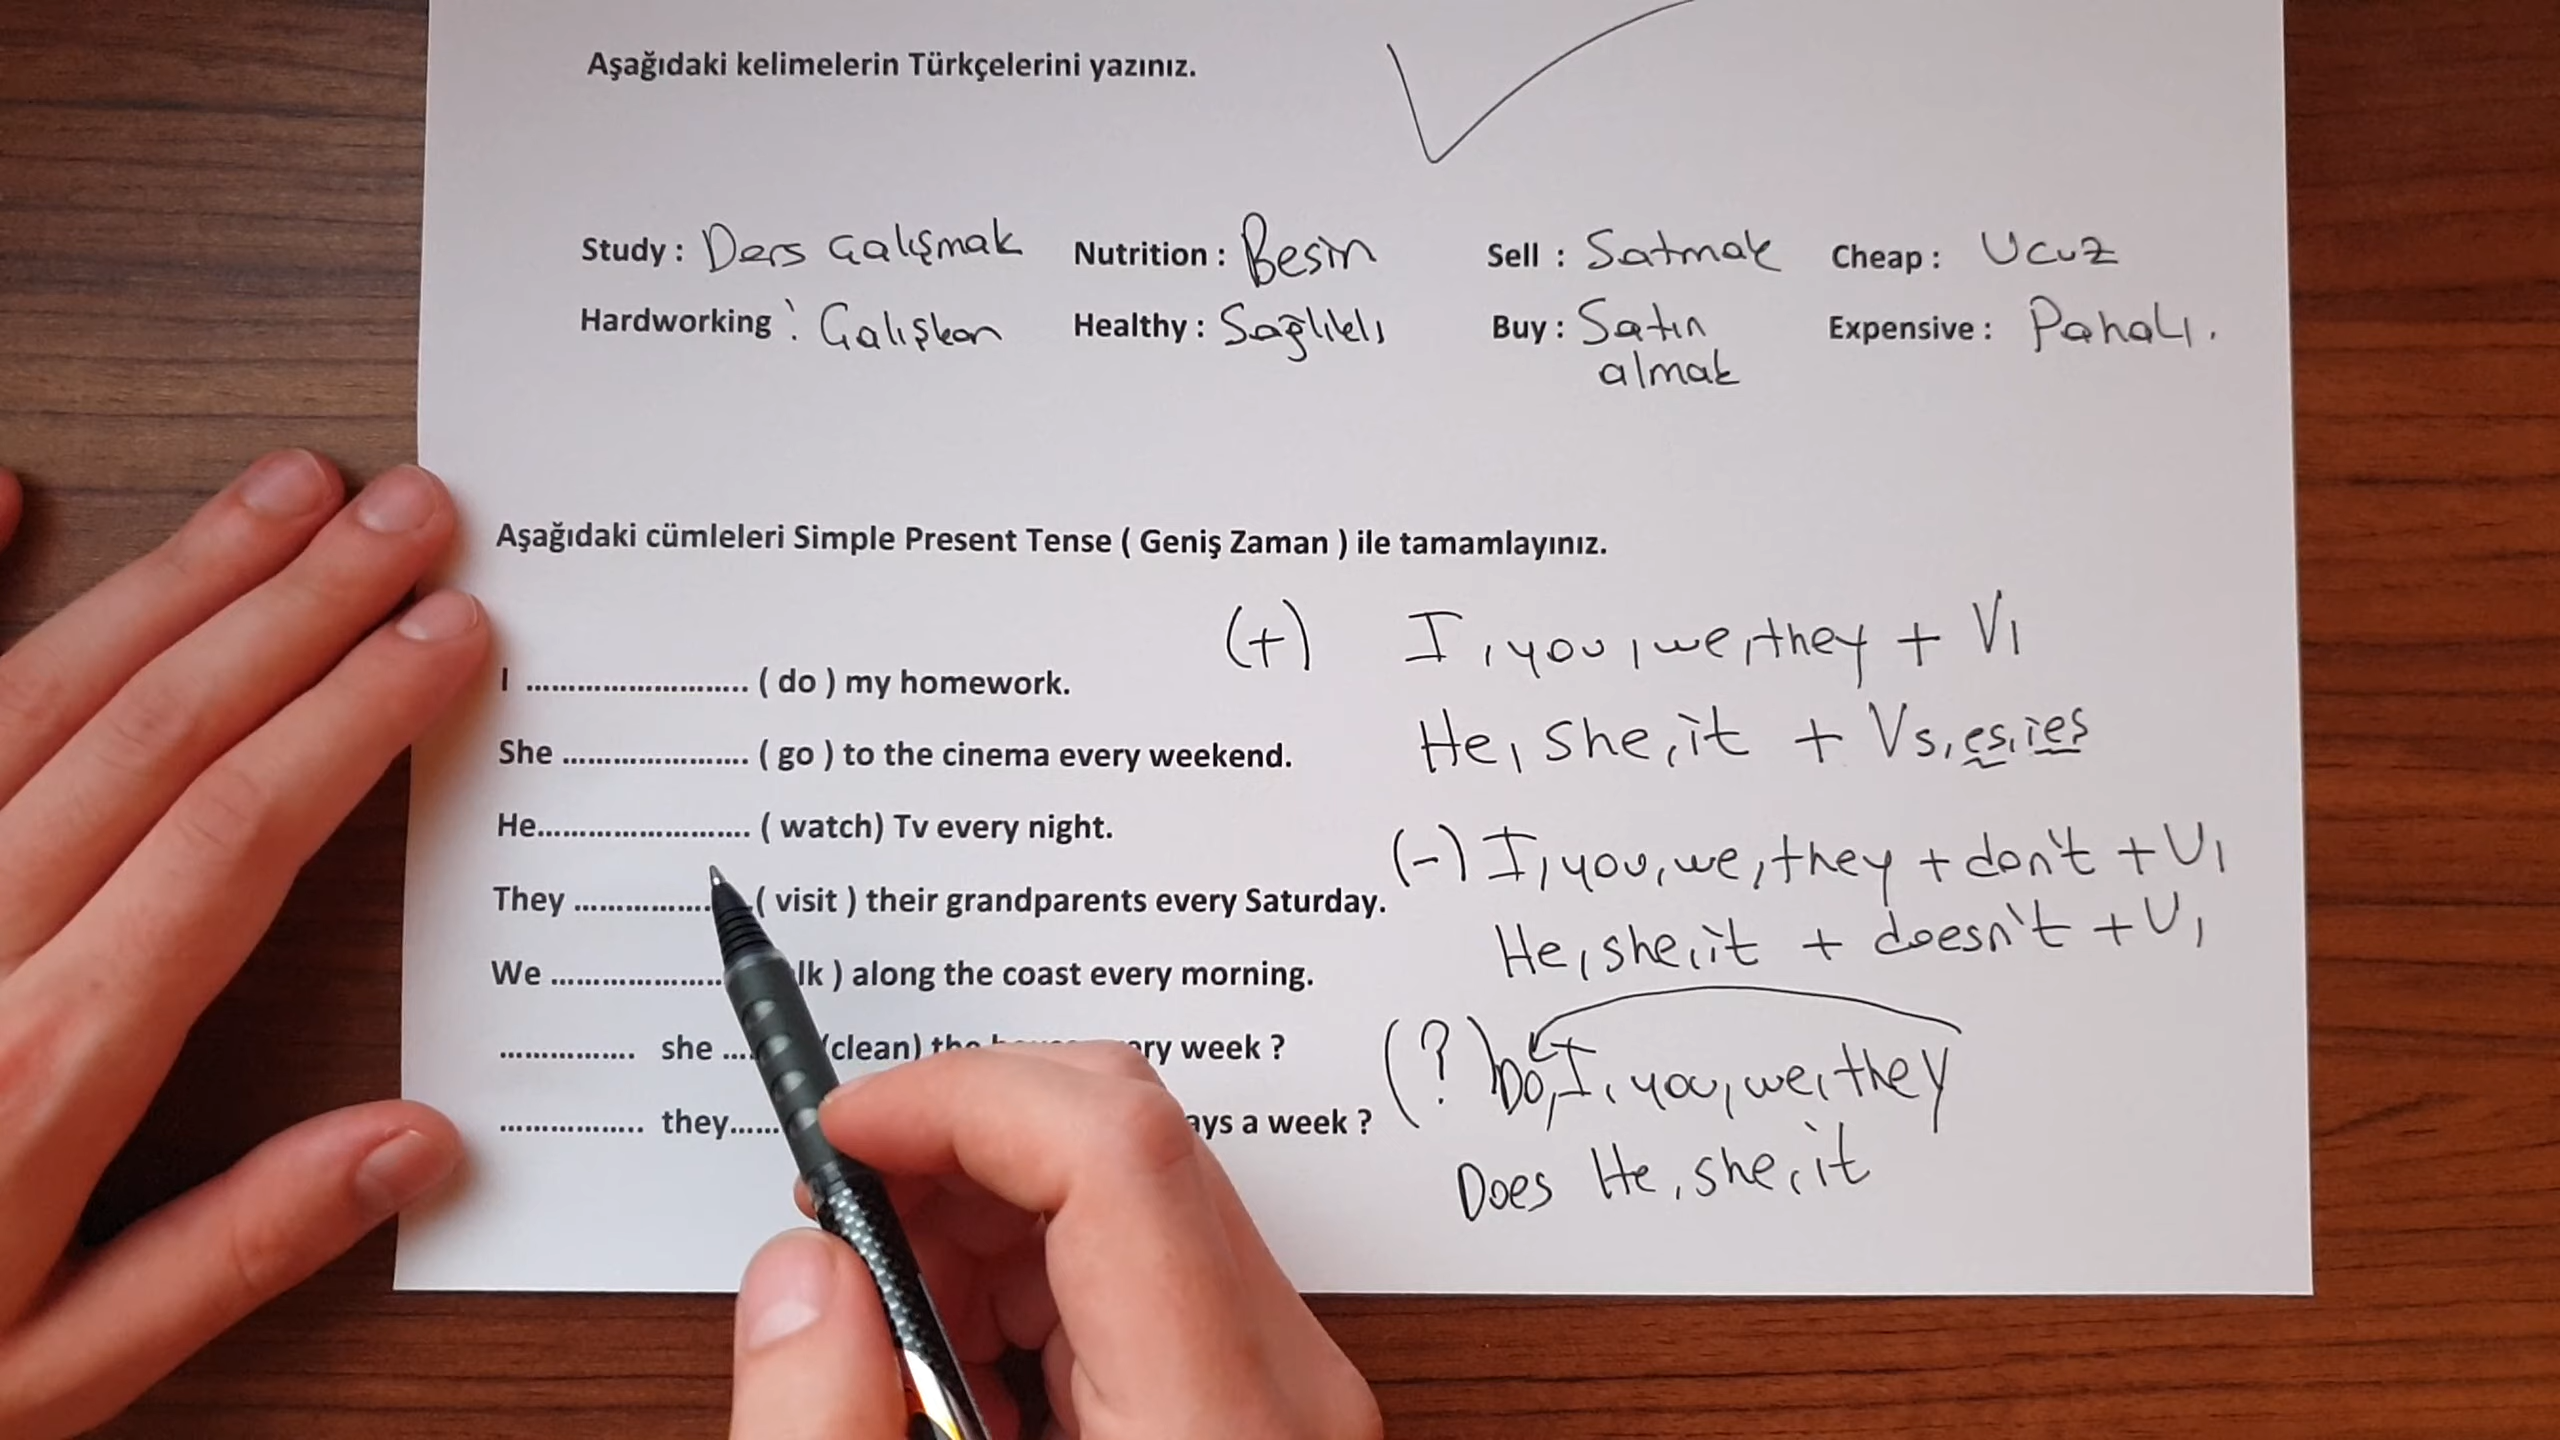 Aşağıdaki kelimelerin Türkçelerini yazınız.
Study : Ders Çalışmak Nutrition : Besin Sell : Satmak Cheap : Ucuz
Hardworking : Çalışkan Healthy : Sağlıklı Buy : Satın almak Expensive : Pahalı.
Aşağıdaki cümleleri Simple Present Tense ( Geniş Zaman ) ile tamamlayınız.
I ........................... ( do ) my homework.
She ....................... ( go ) to the cinema every weekend.
He.......................... ( watch) Tv every night.
They ................. ( visit ) their grandparents every Saturday.
We ..................... lk ) along the coast every morning.
................ she .... (clean) the week ?
................. they...... a week ?
(+) I, you, we, they + V1
He, she, it + Vs, es, ies
(-) I, you, we, they + don't + V1
He, she, it + doesn't + V1
(?) Do, I, you, we, they
Does He, she, it